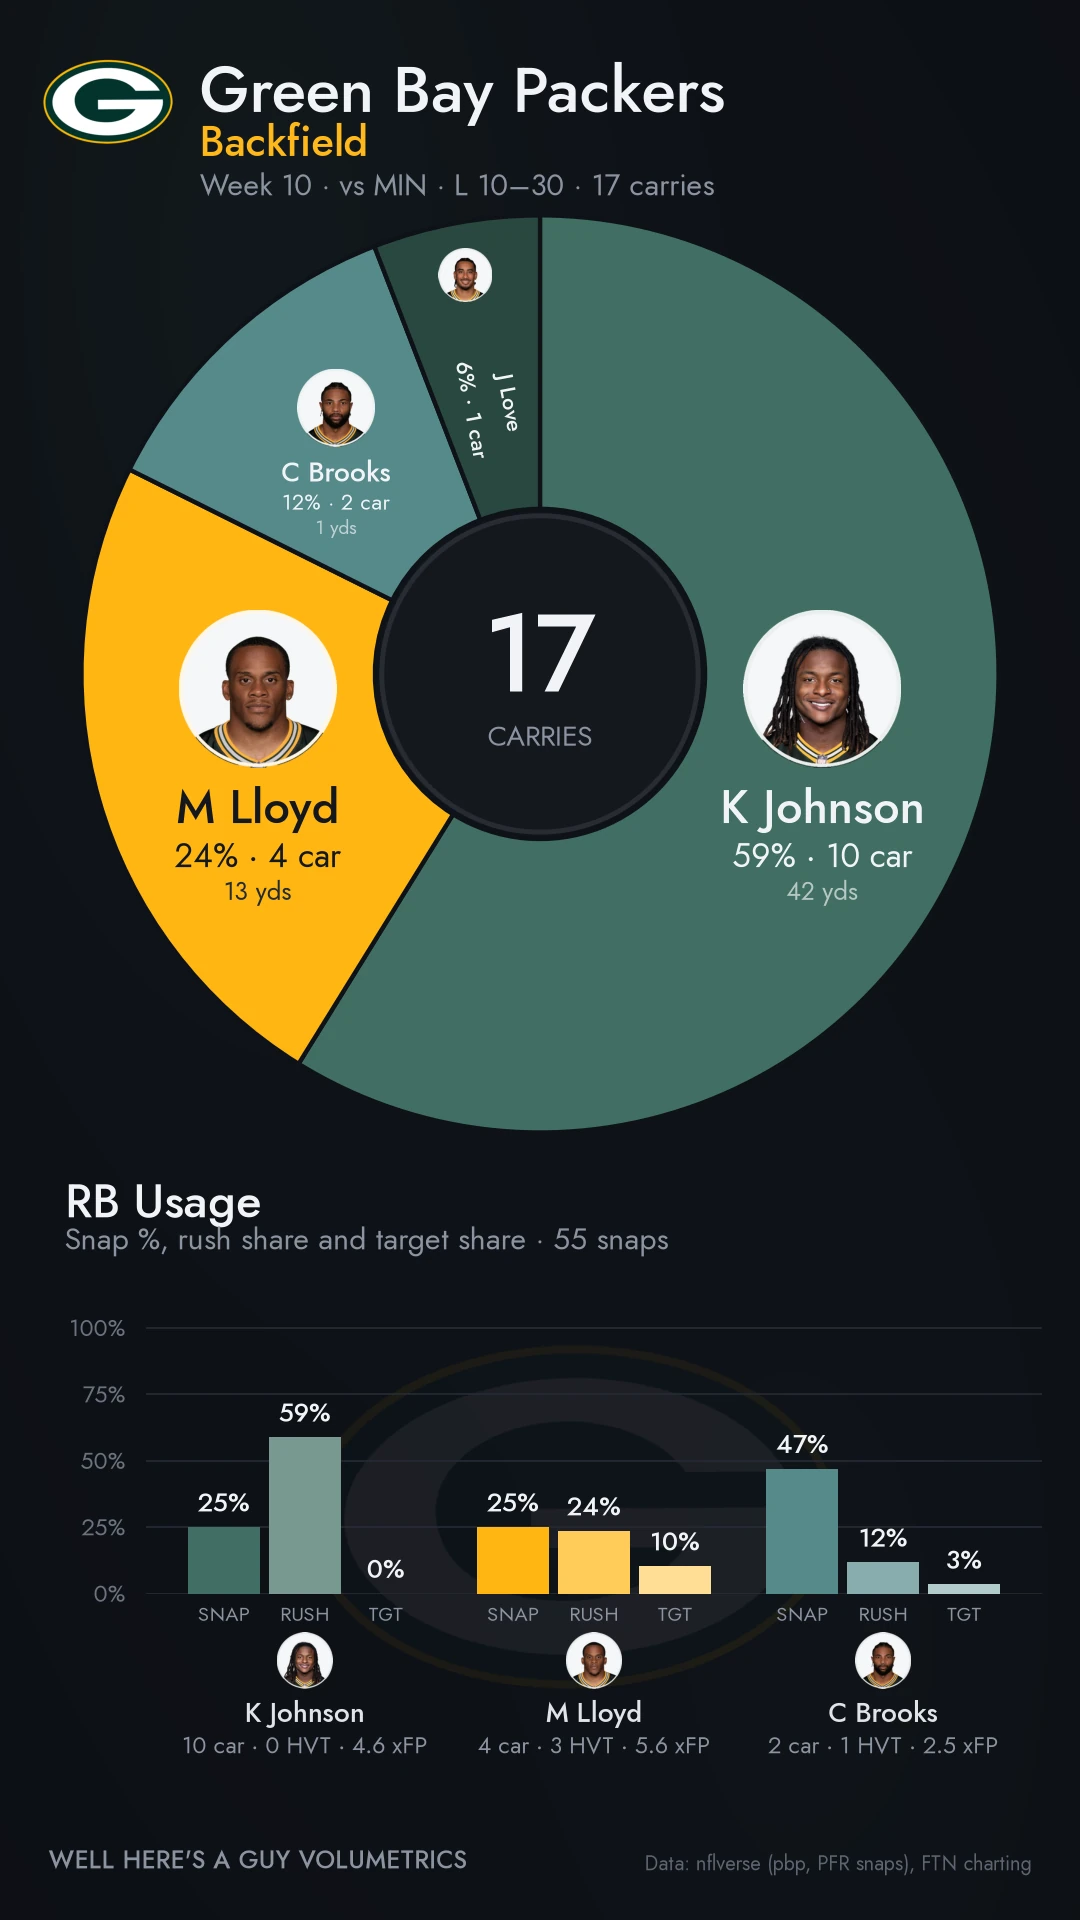 Green Bay Packers
Backfield
Week 10 · vs MIN · L 10–30 · 17 carries
J Love
6% · 1 car
C Brooks
12% · 2 car
1 yds
17
CARRIES
M Lloyd
24% · 4 car
13 yds
K Johnson
59% · 10 car
42 yds
RB Usage
Snap %, rush share and target share · 55 snaps
100%
75%
50%
25%
0%
25%
59%
0%
25%
24%
10%
47%
12%
3%
SNAP RUSH TGT SNAP RUSH TGT SNAP RUSH TGT
K Johnson
10 car · 0 HVT · 4.6 xFP
M Lloyd
4 car · 3 HVT · 5.6 xFP
C Brooks
2 car · 1 HVT · 2.5 xFP
WELL HERE'S A GUY VOLUMETRICS
Data: nflverse (pbp, PFR snaps), FTN charting